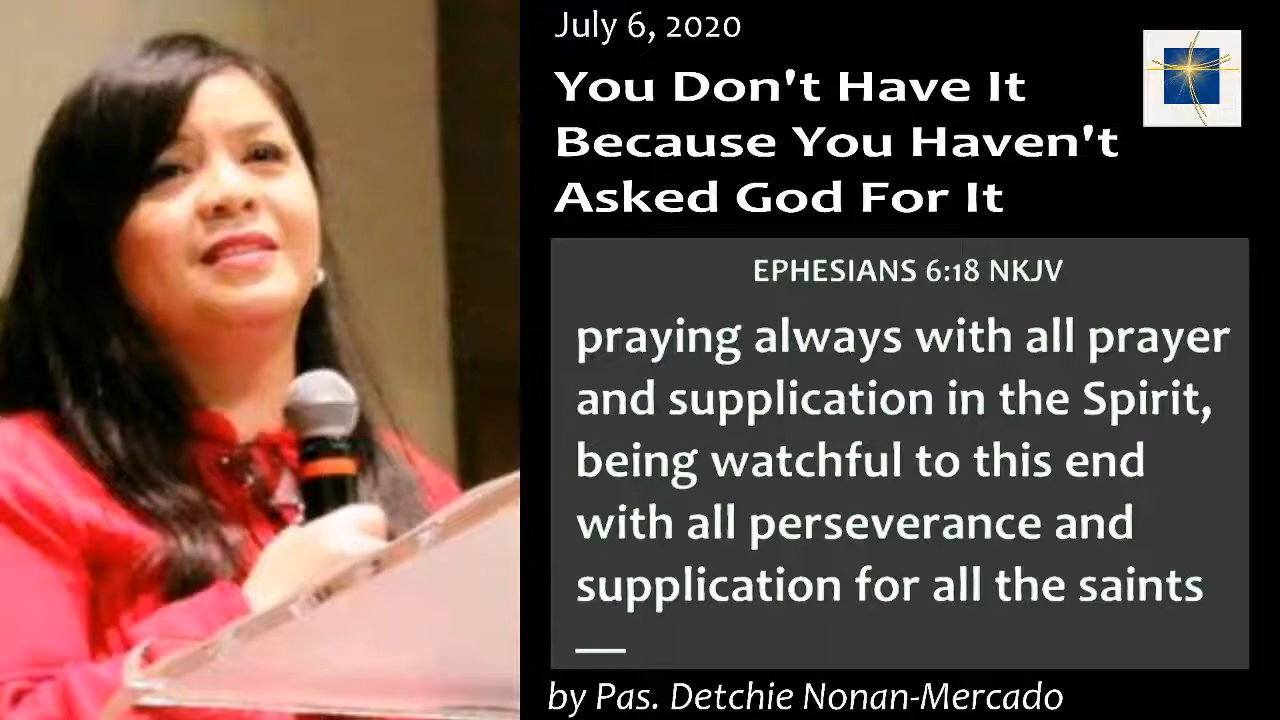 July 6, 2020
You Don't Have It
Because You Haven't
Asked God For It
EPHESIANS 6:18 NKJV
praying always with all prayer
and supplication in the Spirit,
being watchful to this end
with all perseverance and
supplication for all the saints
—
by Pas. Detchie Nonan-Mercado